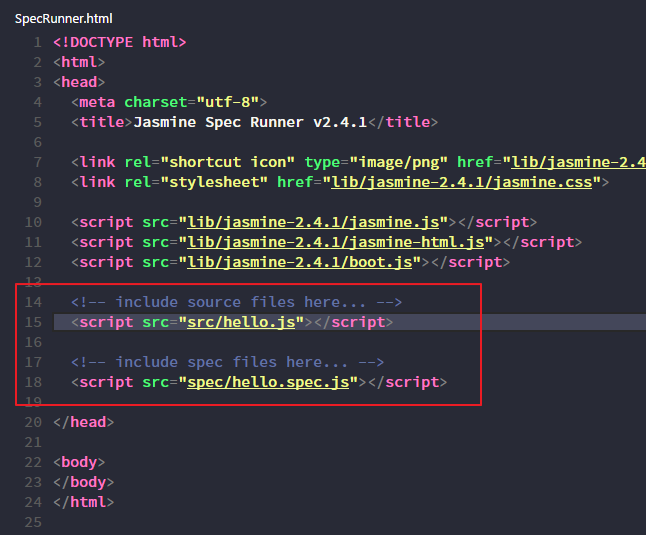 SpecRunner.html
1 <!DOCTYPE html>
2 <html>
3 <head>
4 <meta charset="utf-8">
5 <title>Jasmine Spec Runner v2.4.1</title>
6
7 <link rel="shortcut icon" type="image/png" href="lib/jasmine-2.4
8 <link rel="stylesheet" href="lib/jasmine-2.4.1/jasmine.css">
9
10 <script src="lib/jasmine-2.4.1/jasmine.js"></script>
11 <script src="lib/jasmine-2.4.1/jasmine-html.js"></script>
12 <script src="lib/jasmine-2.4.1/boot.js"></script>
13
14 <!-- include source files here... -->
15 <script src="src/hello.js"></script>
16
17 <!-- include spec files here... -->
18 <script src="spec/hello.spec.js"></script>
19
20 </head>
21
22 <body>
23 </body>
24 </html>
25